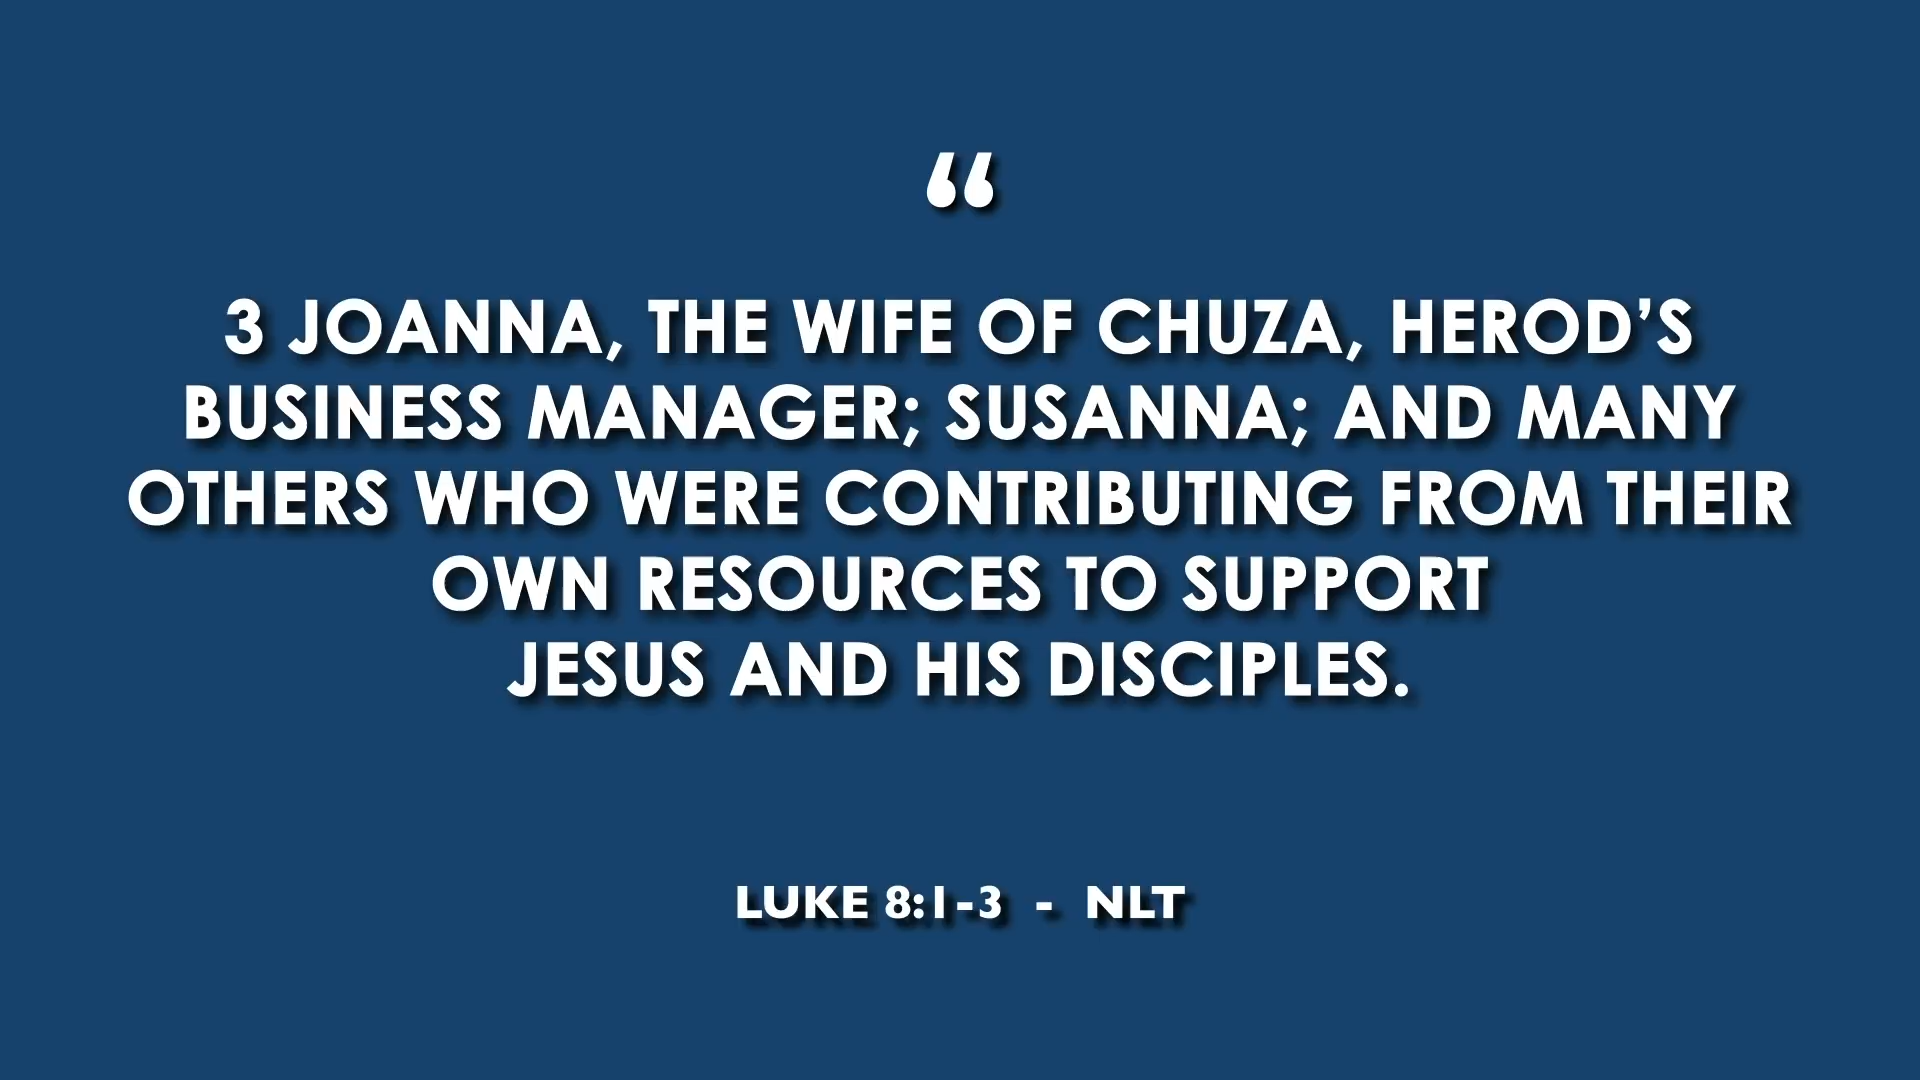 “
3 JOANNA, THE WIFE OF CHUZA, HEROD’S
BUSINESS MANAGER; SUSANNA; AND MANY
OTHERS WHO WERE CONTRIBUTING FROM THEIR
OWN RESOURCES TO SUPPORT
JESUS AND HIS DISCIPLES.
LUKE 8:1-3 - NLT